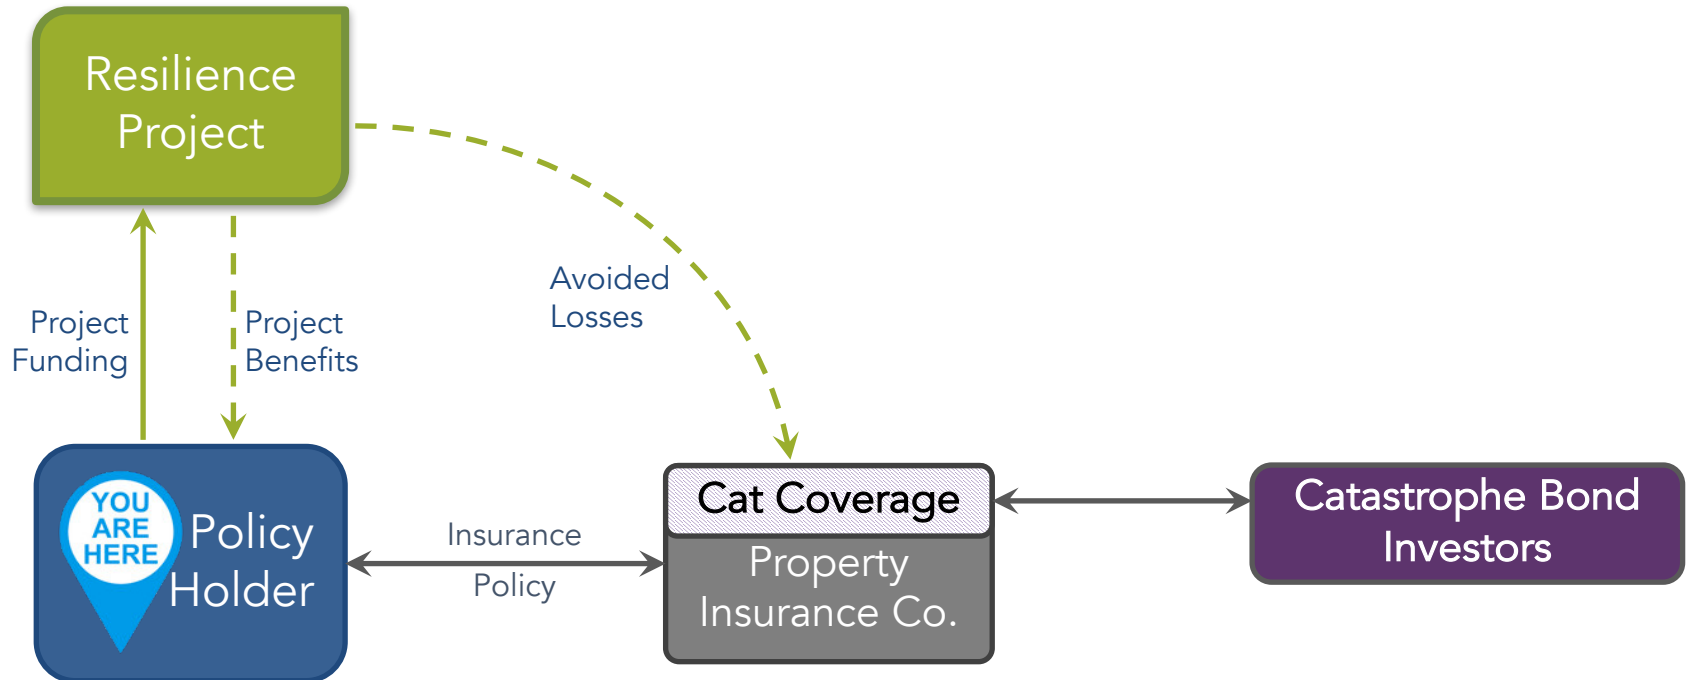 Resilience
Project
Project
Funding
Project
Benefits
Avoided
Losses
YOU
ARE
HERE
Policy
Holder
Insurance
Policy
Cat Coverage
Property
Insurance Co.
Catastrophe Bond
Investors